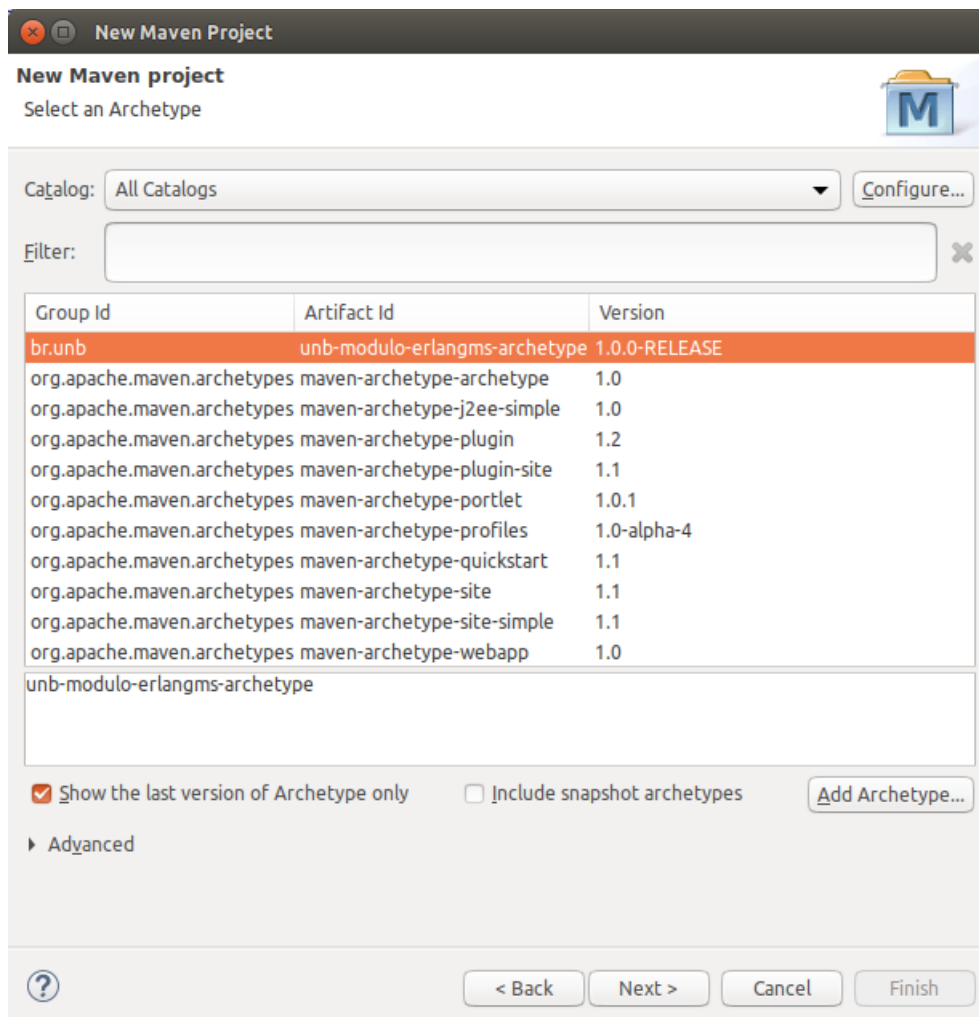 New Maven Project
New Maven project
Select an Archetype
M
Catalog: All Catalogs Configure...
Filter:
Group Id Artifact Id Version
br.unb unb-modulo-erlangms-archetype 1.0.0-RELEASE
org.apache.maven.archetypes maven-archetype-archetype 1.0
org.apache.maven.archetypes maven-archetype-j2ee-simple 1.0
org.apache.maven.archetypes maven-archetype-plugin 1.2
org.apache.maven.archetypes maven-archetype-plugin-site 1.1
org.apache.maven.archetypes maven-archetype-portlet 1.0.1
org.apache.maven.archetypes maven-archetype-profiles 1.0-alpha-4
org.apache.maven.archetypes maven-archetype-quickstart 1.1
org.apache.maven.archetypes maven-archetype-site 1.1
org.apache.maven.archetypes maven-archetype-site-simple 1.1
org.apache.maven.archetypes maven-archetype-webapp 1.0
unb-modulo-erlangms-archetype
Show the last version of Archetype only Include snapshot archetypes Add Archetype...
Advanced
? < Back Next > Cancel Finish